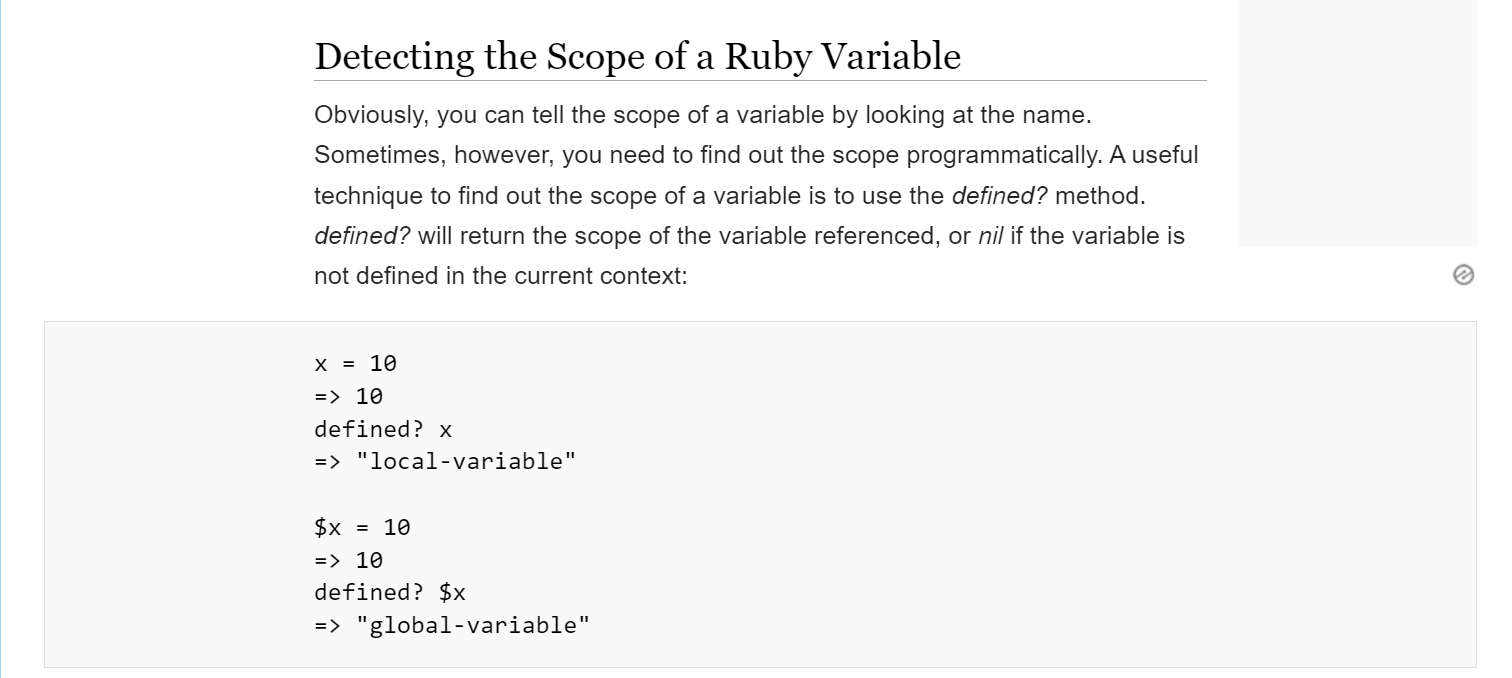 Detecting the Scope of a Ruby Variable
Obviously, you can tell the scope of a variable by looking at the name.
Sometimes, however, you need to find out the scope programmatically. A useful
technique to find out the scope of a variable is to use the defined? method.
defined? will return the scope of the variable referenced, or nil if the variable is
not defined in the current context:
x = 10
=> 10
defined? x
=> "local-variable"
$x = 10
=> 10
defined? $x
=> "global-variable"